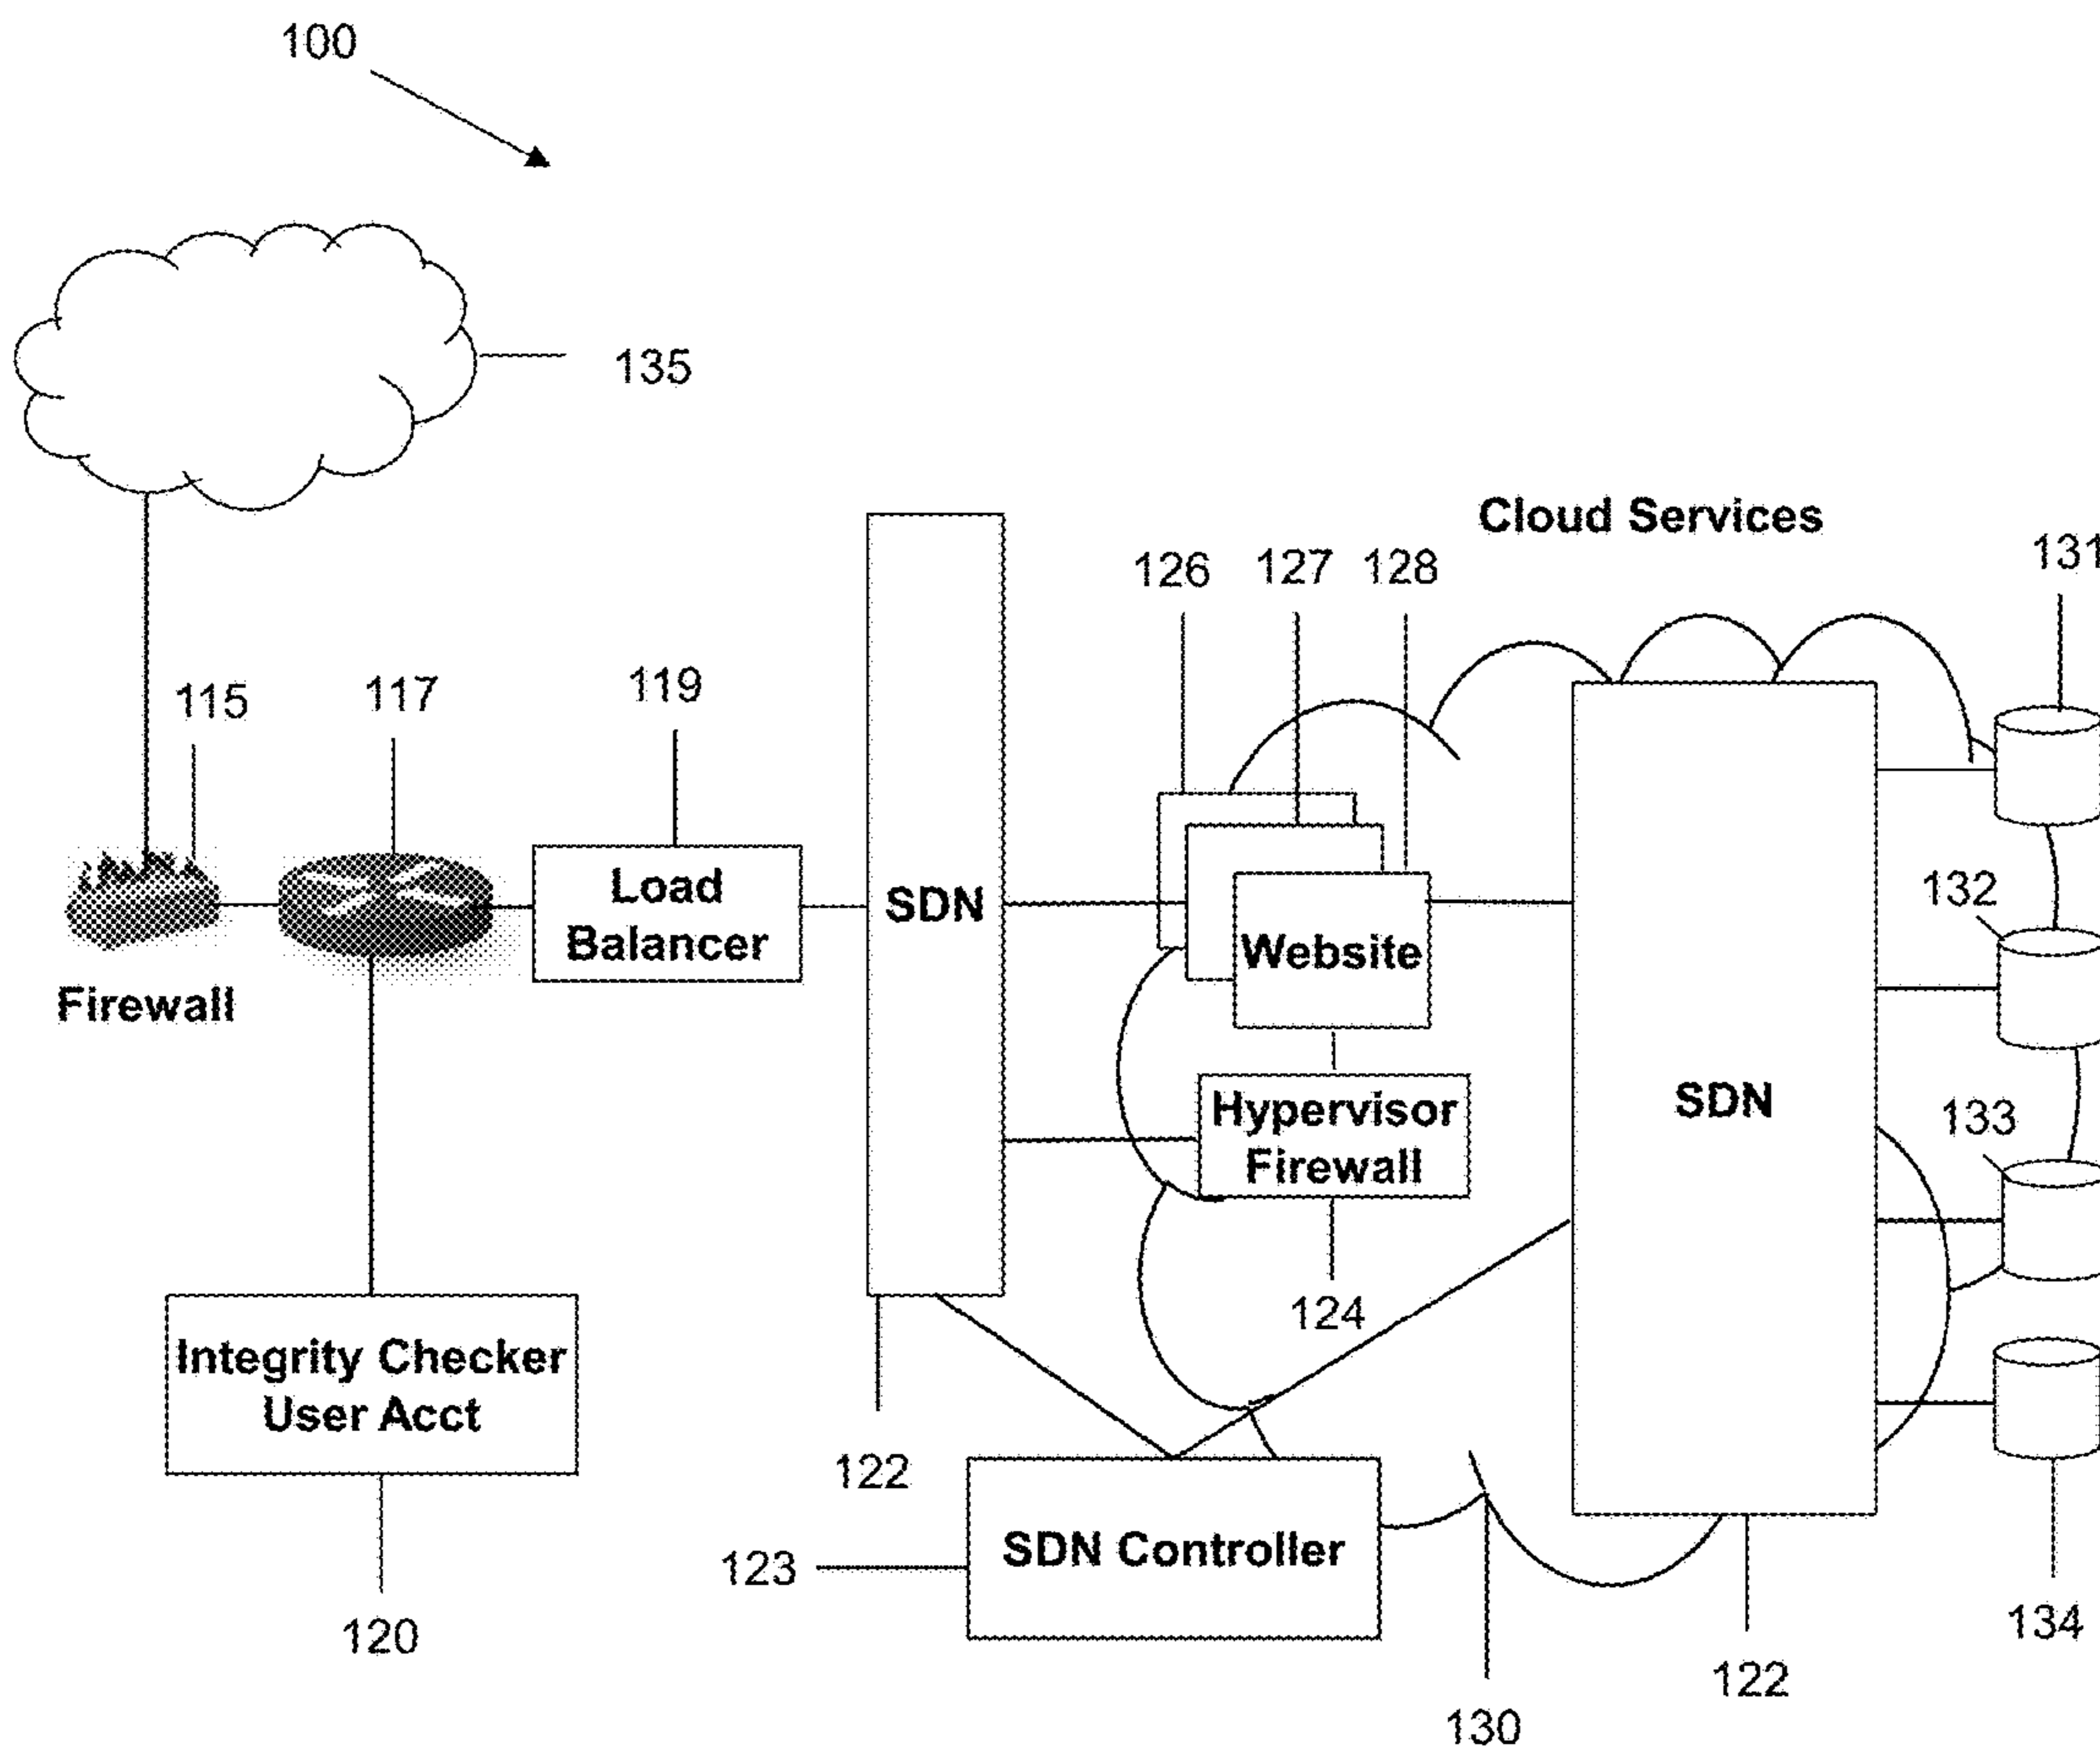 100
135
Cloud Services
126
127
128
131
115
117
119
132
Load
Balancer
SDN
Website
Firewall
Hypervisor
Firewall
SDN
133
124
Integrity Checker
User Acct
122
SDN Controller
123
120
134
122
130